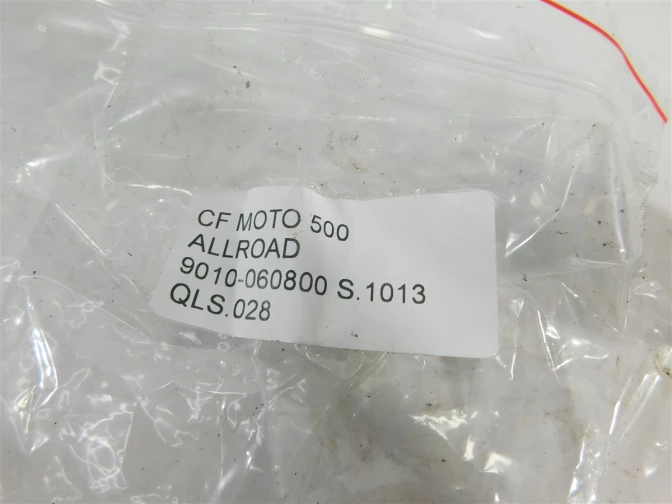 CF MOTO 500
ALLROAD
9010-060800 S.1013
QLS.028